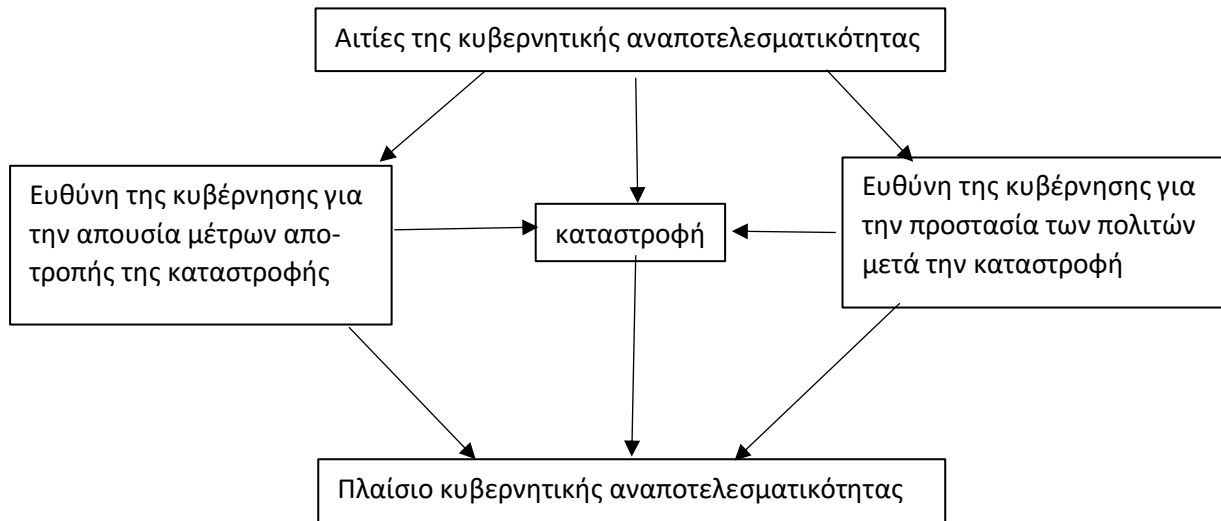 Αιτίες της κυβερνητικής αναποτελεσματικότητας
Ευθύνη της κυβέρνησης για
την απουσία μέτρων απο-
τροπής της καταστροφής
καταστροφή
Ευθύνη της κυβέρνησης για
την προστασία των πολιτών
μετά την καταστροφή
Πλαίσιο κυβερνητικής αναποτελεσματικότητας